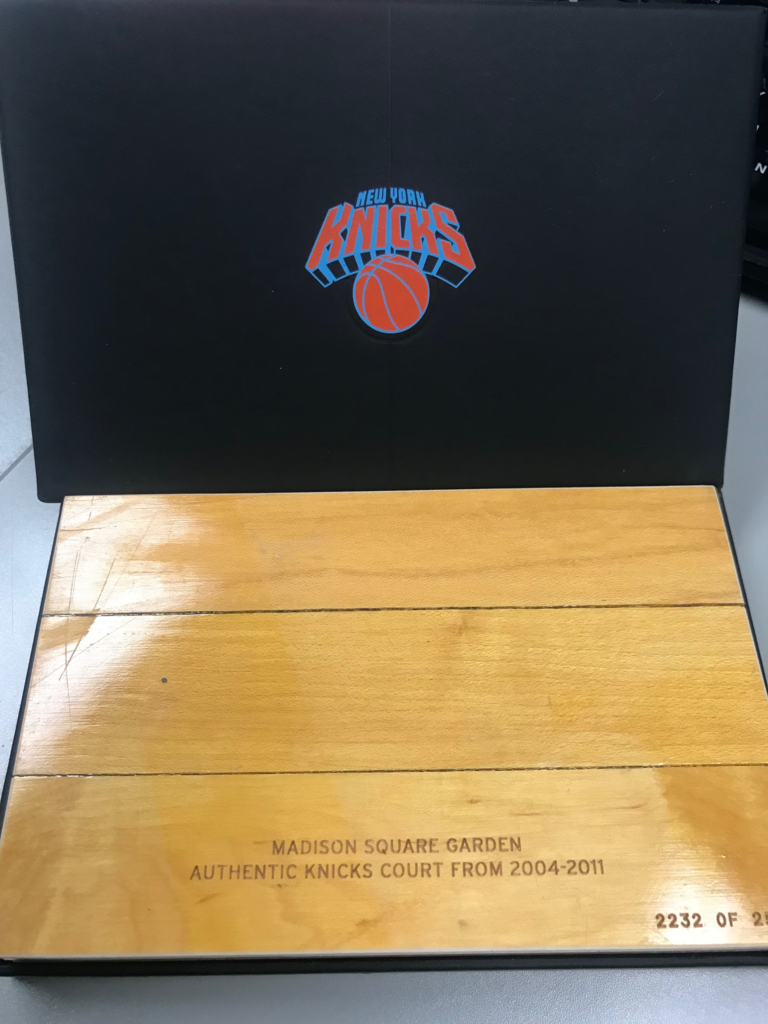 NEW YORK
KNICKS
MADISON SQUARE GARDEN
AUTHENTIC KNICKS COURT FROM 2004-2011
2232 OF
N